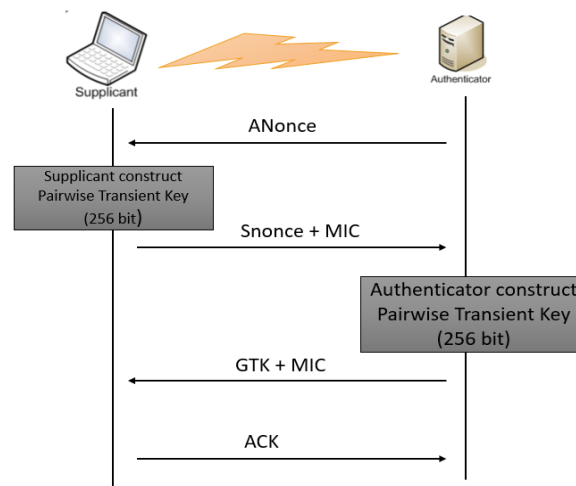 Supplicant
Authenticator
ANonce
Supplicant construct
Pairwise Transient Key
(256 bit)
Snonce + MIC
Authenticator construct
Pairwise Transient Key
(256 bit)
GTK + MIC
ACK